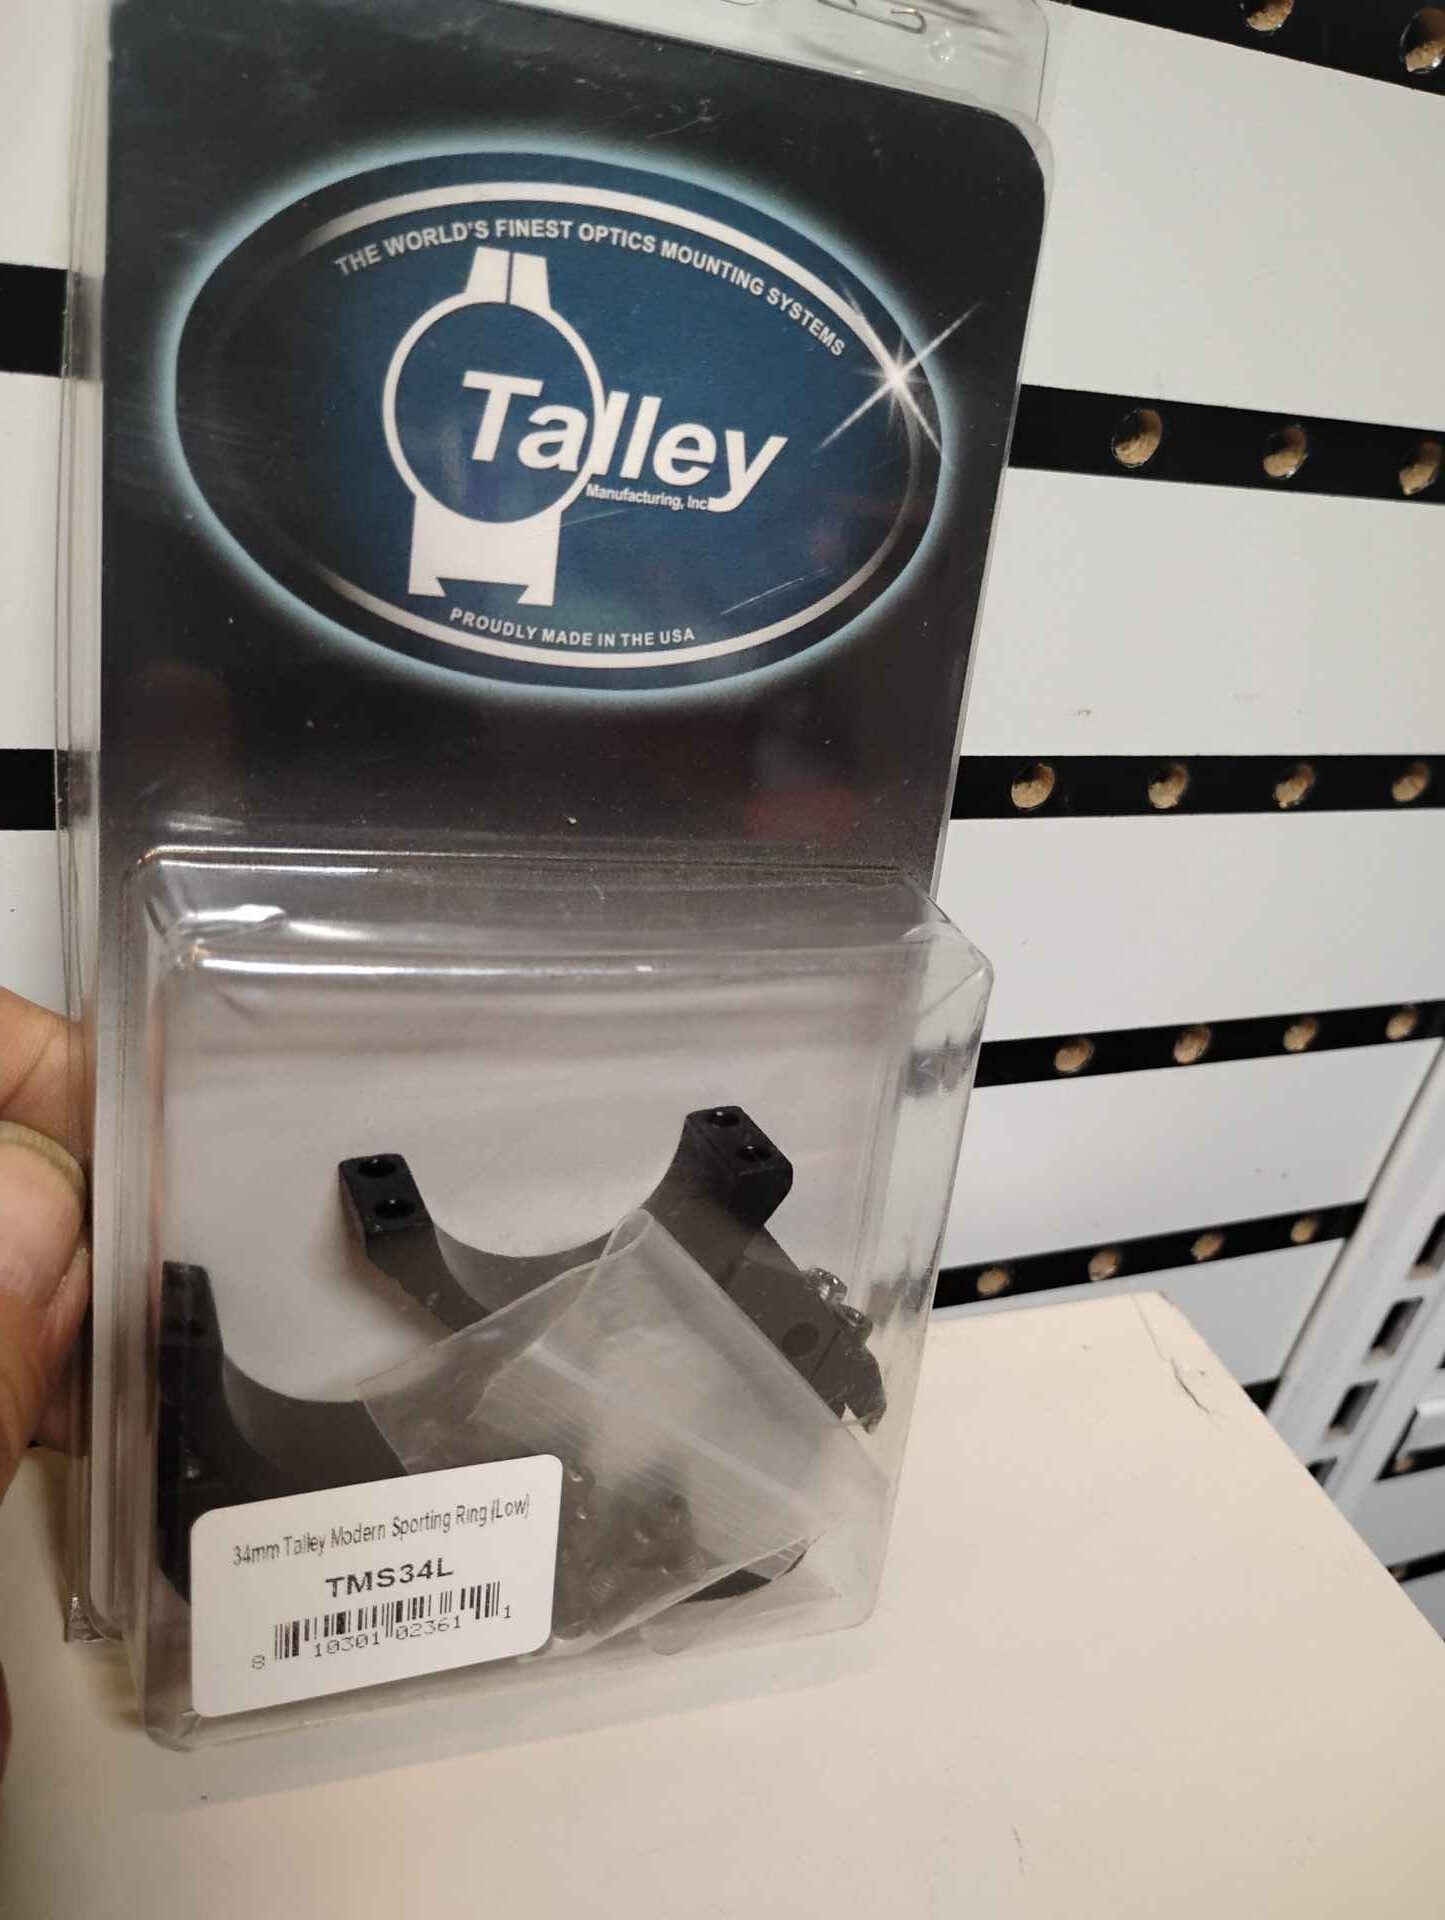 THE WORLD'S FINEST OPTICS MOUNTING SYSTEMS
Talley
Manufacturing, Inc
PROUDLY MADE IN THE USA
34mm Talley Modern Sporting Ring (Low)
TMS34L
8 10301 02361 1